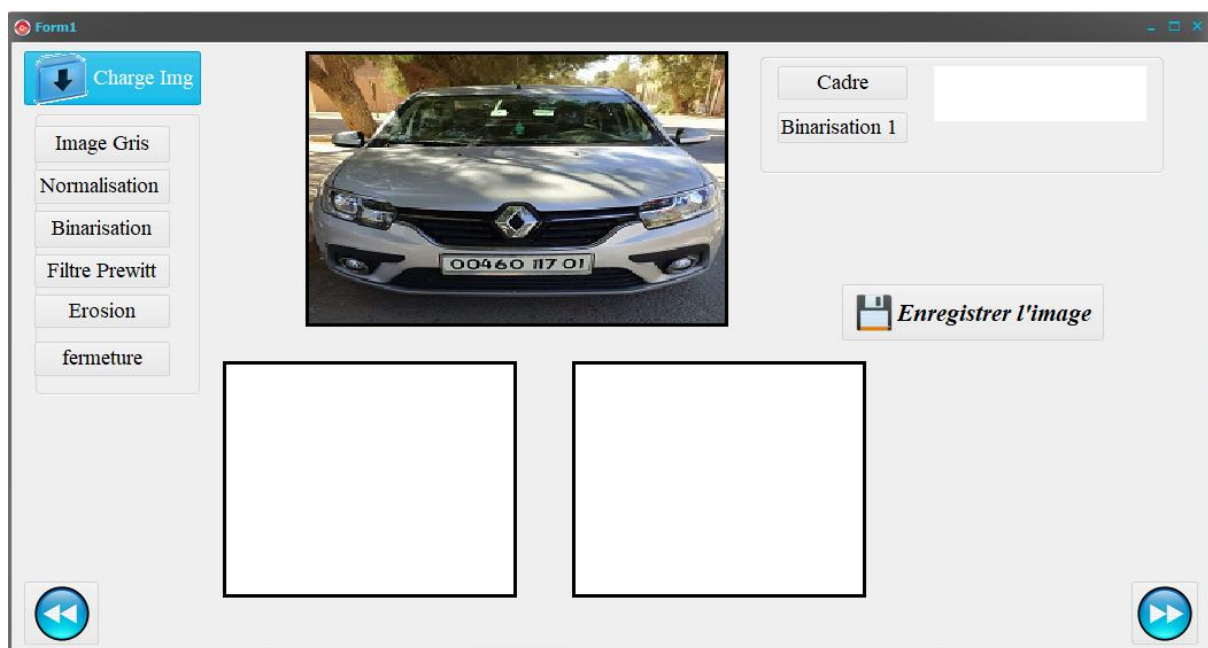 Form1
Charge Img
Image Gris
Normalisation
Binarisation
Filtre Prewitt
Erosion
fermeture
00460 117 01
Cadre
Binarisation 1
Enregistrer l'image